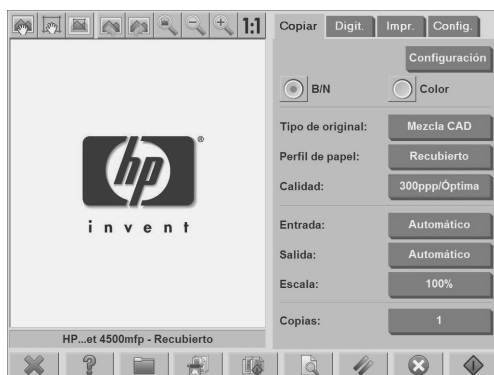 1:1
Copiar Digit. Impr. Config.
Configuración
B/N Color
Tipo de original: Mezcla CAD
Perfil de papel: Recubierto
Calidad: 300ppp/Óptima
Entrada: Automático
Salida: Automático
Escala: 100%
Copias: 1
hp®
invent
HP...et 4500mfp - Recubierto
?